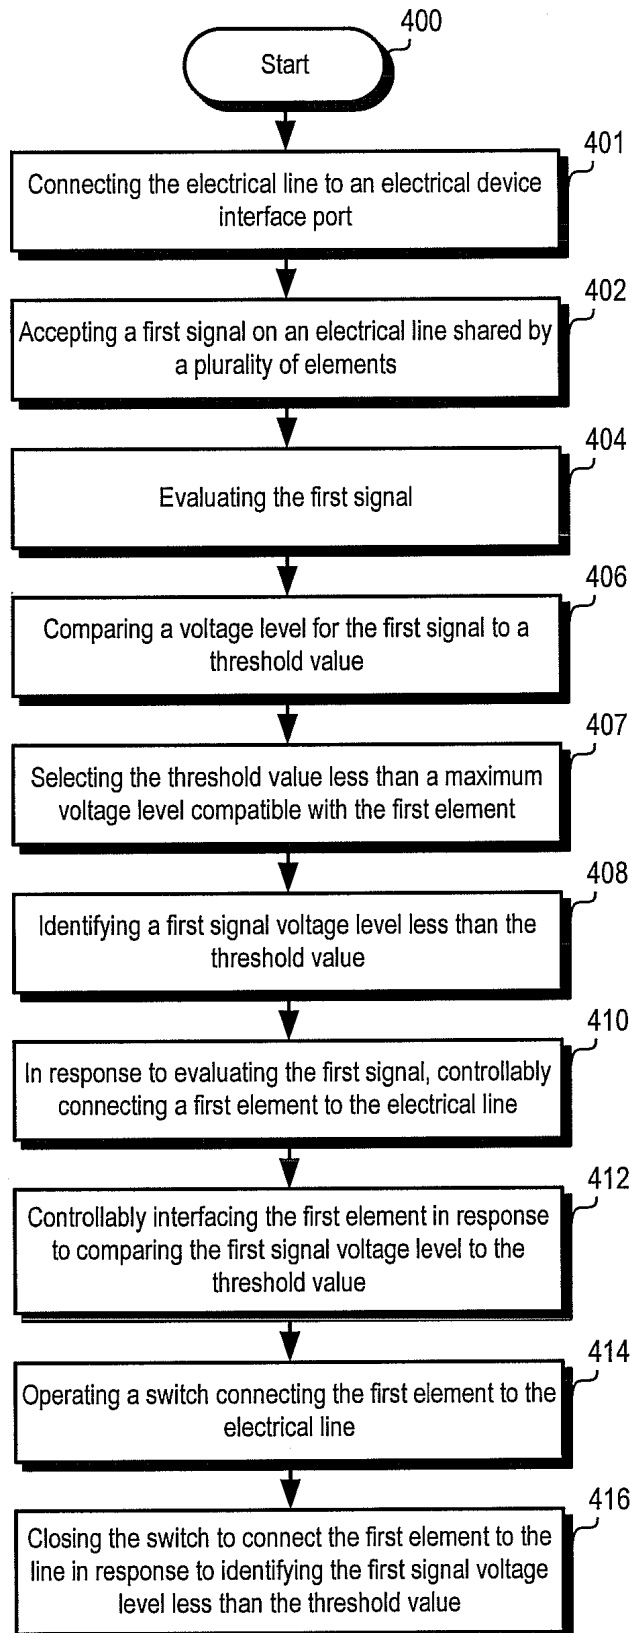 400
Start
401
Connecting the electrical line to an electrical device
interface port
402
Accepting a first signal on an electrical line shared by
a plurality of elements
404
Evaluating the first signal
406
Comparing a voltage level for the first signal to a
threshold value
407
Selecting the threshold value less than a maximum
voltage level compatible with the first element
408
Identifying a first signal voltage level less than the
threshold value
410
In response to evaluating the first signal, controllably
connecting a first element to the electrical line
412
Controllably interfacing the first element in response
to comparing the first signal voltage level to the
threshold value
414
Operating a switch connecting the first element to the
electrical line
416
Closing the switch to connect the first element to the
line in response to identifying the first signal voltage
level less than the threshold value